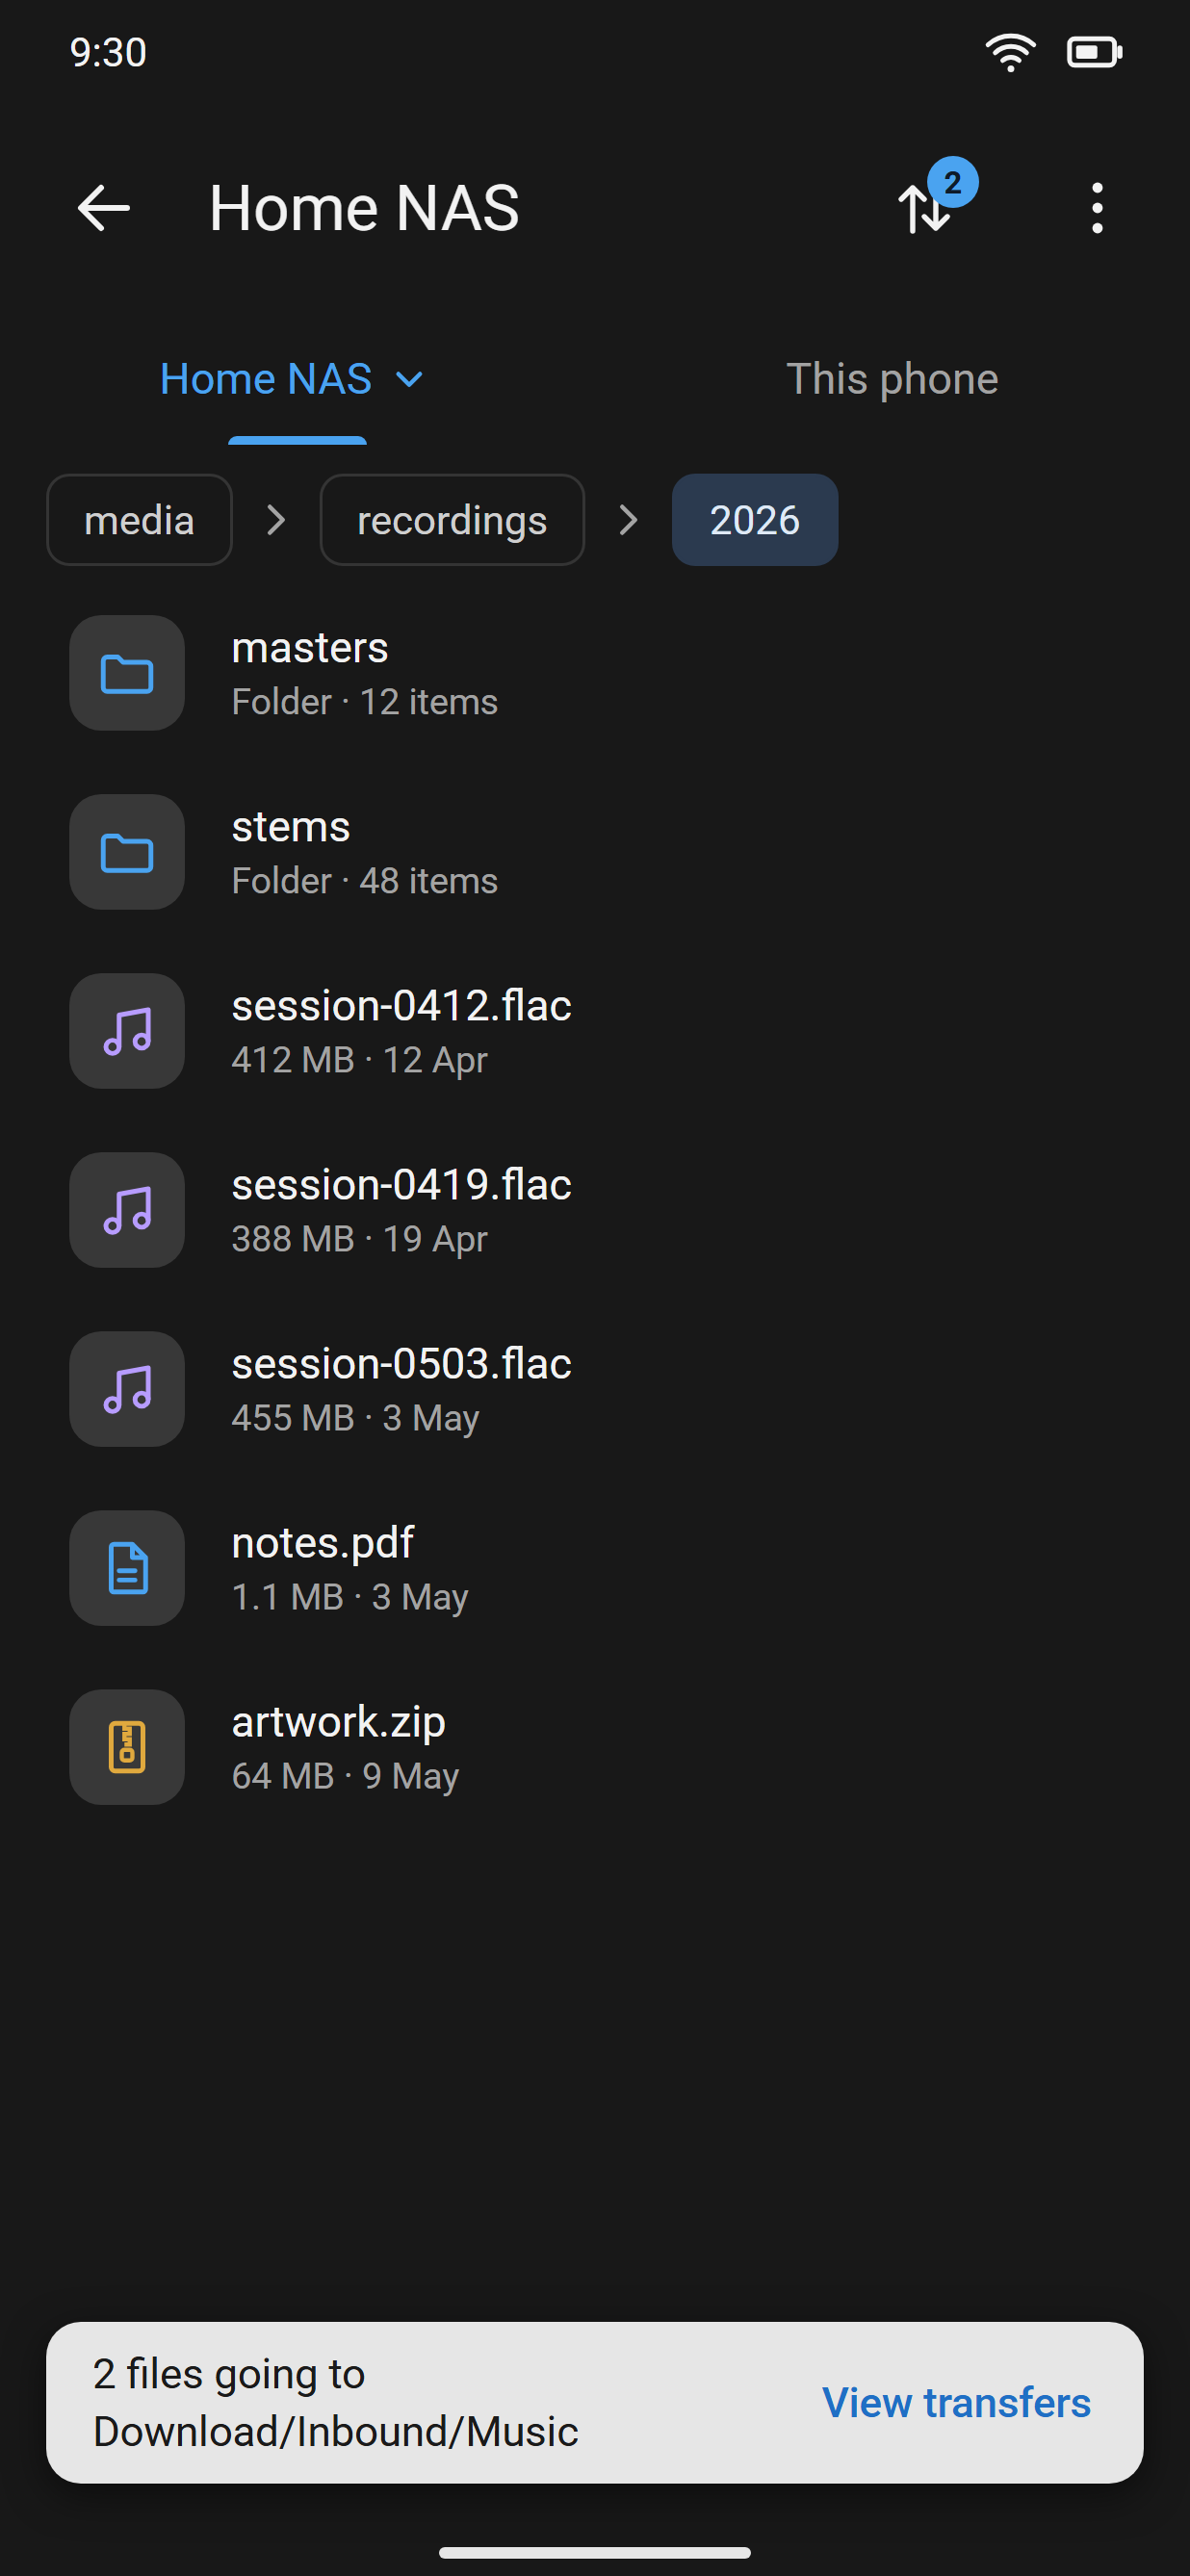 9:30
Home NAS
2
Home NAS
This phone
media
recordings
2026
masters
Folder · 12 items
stems
Folder · 48 items
session-0412.flac
412 MB · 12 Apr
session-0419.flac
388 MB · 19 Apr
session-0503.flac
455 MB · 3 May
notes.pdf
1.1 MB · 3 May
artwork.zip
64 MB · 9 May
2 files going to
Download/Inbound/Music
View transfers